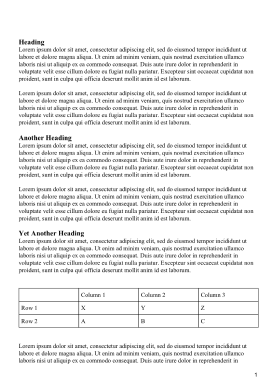 Heading
Lorem ipsum dolor sit amet, consectetur adipiscing elit, sed do eiusmod tempor incididunt ut
labore et dolore magna aliqua. Ut enim ad minim veniam, quis nostrud exercitation ullamco
laboris nisi ut aliquip ex ea commodo consequat. Duis aute irure dolor in reprehenderit in
voluptate velit esse cillum dolore eu fugiat nulla pariatur. Excepteur sint occaecat cupidatat non
proident, sunt in culpa qui officia deserunt mollit anim id est laborum.
Lorem ipsum dolor sit amet, consectetur adipiscing elit, sed do eiusmod tempor incididunt ut
labore et dolore magna aliqua. Ut enim ad minim veniam, quis nostrud exercitation ullamco
laboris nisi ut aliquip ex ea commodo consequat. Duis aute irure dolor in reprehenderit in
voluptate velit esse cillum dolore eu fugiat nulla pariatur. Excepteur sint occaecat cupidatat non
proident, sunt in culpa qui officia deserunt mollit anim id est laborum.
Another Heading
Lorem ipsum dolor sit amet, consectetur adipiscing elit, sed do eiusmod tempor incididunt ut
labore et dolore magna aliqua. Ut enim ad minim veniam, quis nostrud exercitation ullamco
laboris nisi ut aliquip ex ea commodo consequat. Duis aute irure dolor in reprehenderit in
voluptate velit esse cillum dolore eu fugiat nulla pariatur. Excepteur sint occaecat cupidatat non
proident, sunt in culpa qui officia deserunt mollit anim id est laborum.
Lorem ipsum dolor sit amet, consectetur adipiscing elit, sed do eiusmod tempor incididunt ut
labore et dolore magna aliqua. Ut enim ad minim veniam, quis nostrud exercitation ullamco
laboris nisi ut aliquip ex ea commodo consequat. Duis aute irure dolor in reprehenderit in
voluptate velit esse cillum dolore eu fugiat nulla pariatur. Excepteur sint occaecat cupidatat non
proident, sunt in culpa qui officia deserunt mollit anim id est laborum.
Yet Another Heading
Lorem ipsum dolor sit amet, consectetur adipiscing elit, sed do eiusmod tempor incididunt ut
labore et dolore magna aliqua. Ut enim ad minim veniam, quis nostrud exercitation ullamco
laboris nisi ut aliquip ex ea commodo consequat. Duis aute irure dolor in reprehenderit in
voluptate velit esse cillum dolore eu fugiat nulla pariatur. Excepteur sint occaecat cupidatat non
proident, sunt in culpa qui officia deserunt mollit anim id est laborum.
Column 1 Column 2 Column 3
Row 1 X Y Z
Row 2 A B C
Lorem ipsum dolor sit amet, consectetur adipiscing elit, sed do eiusmod tempor incididunt ut
labore et dolore magna aliqua. Ut enim ad minim veniam, quis nostrud exercitation ullamco
laboris nisi ut aliquip ex ea commodo consequat. Duis aute irure dolor in reprehenderit in
1